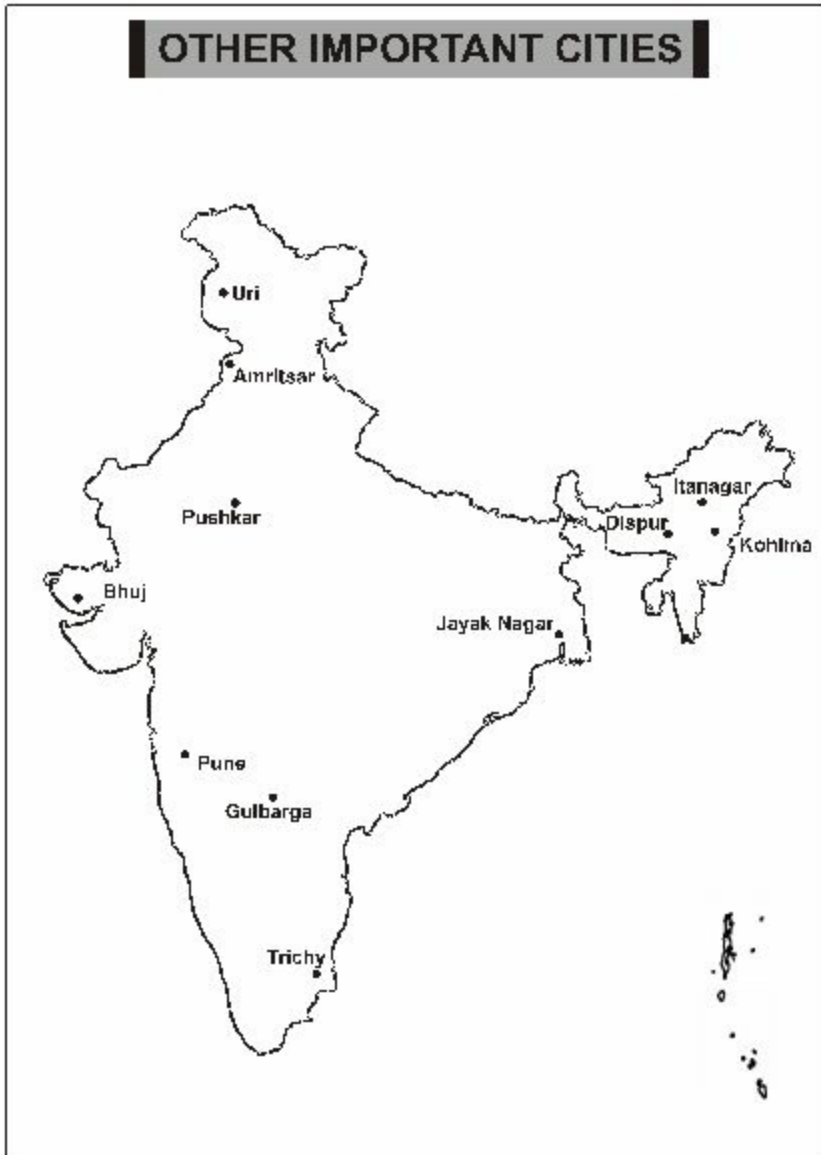 OTHER IMPORTANT CITIES
Uri
Amritsar
Itanagar
Pushkar
Dispur
Kohima
Bhuj
Jayak Nagar
Pune
Gulbarga
Trichy